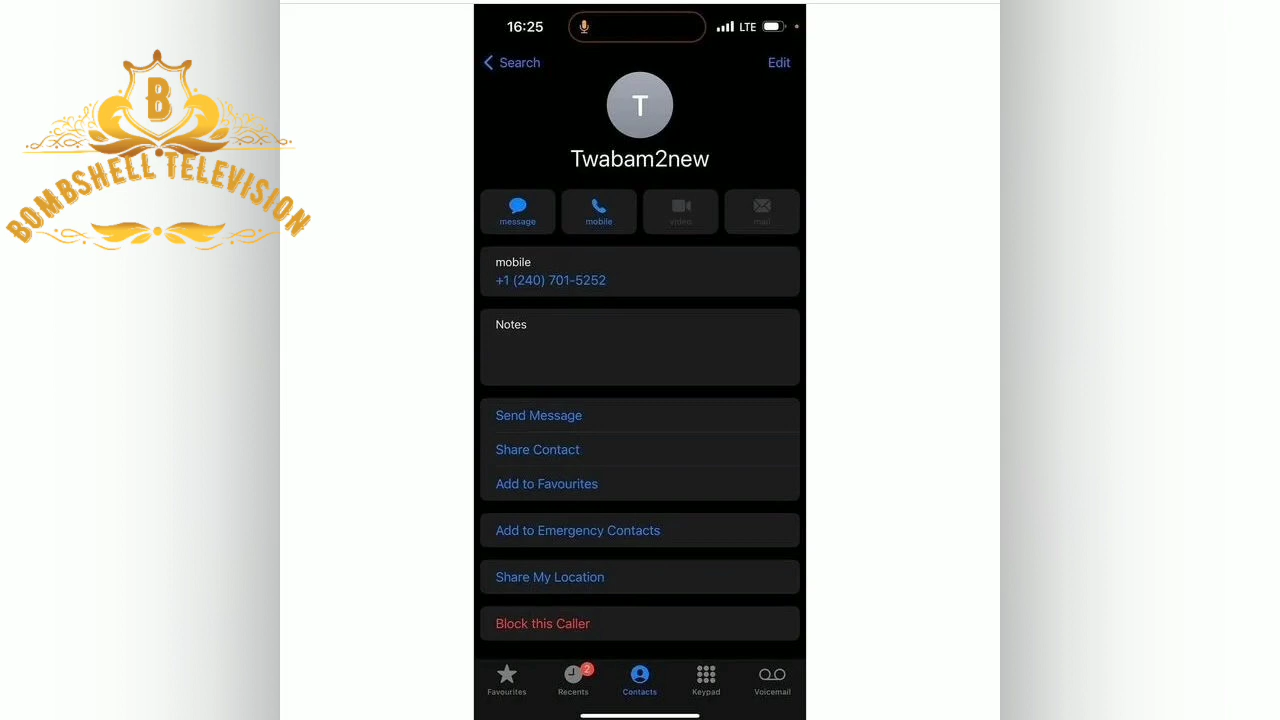 B
BOMBSHELL TELEVISION
16:25
LTE
Search
Edit
T
Twabam2new
message
mobile
video
mail
mobile
+1 (240) 701-5252
Notes
Send Message
Share Contact
Add to Favourites
Add to Emergency Contacts
Share My Location
Block this Caller
2
Favourites
Recents
Contacts
Keypad
Voicemail